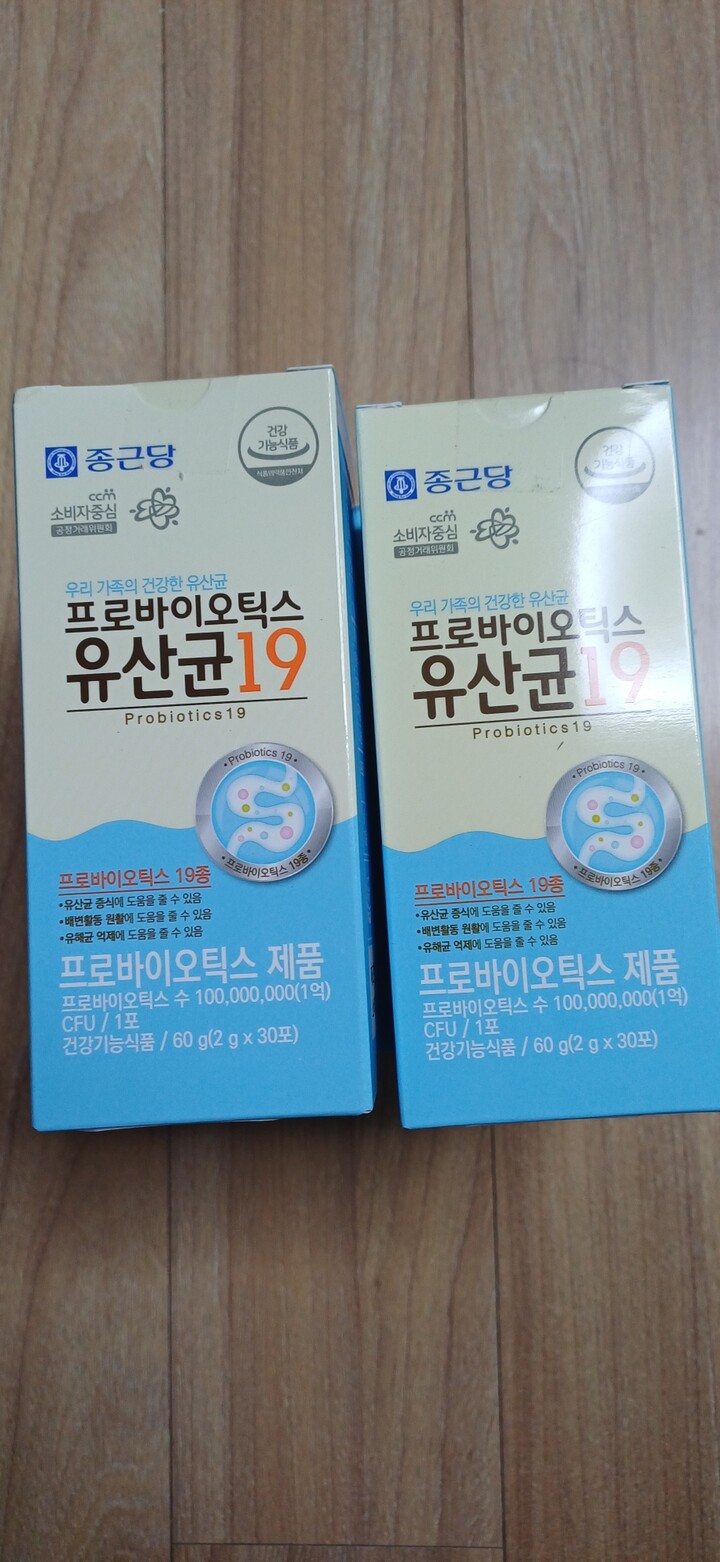 종근당
건강
기능식품
식품의약품안전처
ccm
소비자중심
공정거래위원회
우리 가족의 건강한 유산균
프로바이오틱스
유산균19
Probiotics19
• Probiotics 19 •
• 프로바이오틱스 19종 •
프로바이오틱스 19종
•유산균 증식에 도움을 줄 수 있음
•배변활동 원활에 도움을 줄 수 있음
•유해균 억제에 도움을 줄 수 있음
프로바이오틱스 제품
프로바이오틱스 수 100,000,000(1억)
CFU / 1포
건강기능식품 / 60 g(2 g x 30포)
종근당
건강
기능식품
ccm
소비자중심
공정거래위원회
우리 가족의 건강한 유산균
프로바이오틱스
유산균19
Probiotics19
• Probiotics 19 •
• 프로바이오틱스 19종 •
프로바이오틱스 19종
•유산균 증식에 도움을 줄 수 있음
•배변활동 원활에 도움을 줄 수 있음
•유해균 억제에 도움을 줄 수 있음
프로바이오틱스 제품
프로바이오틱스 수 100,000,000(1억)
CFU / 1포
건강기능식품 / 60 g(2 g x 30포)